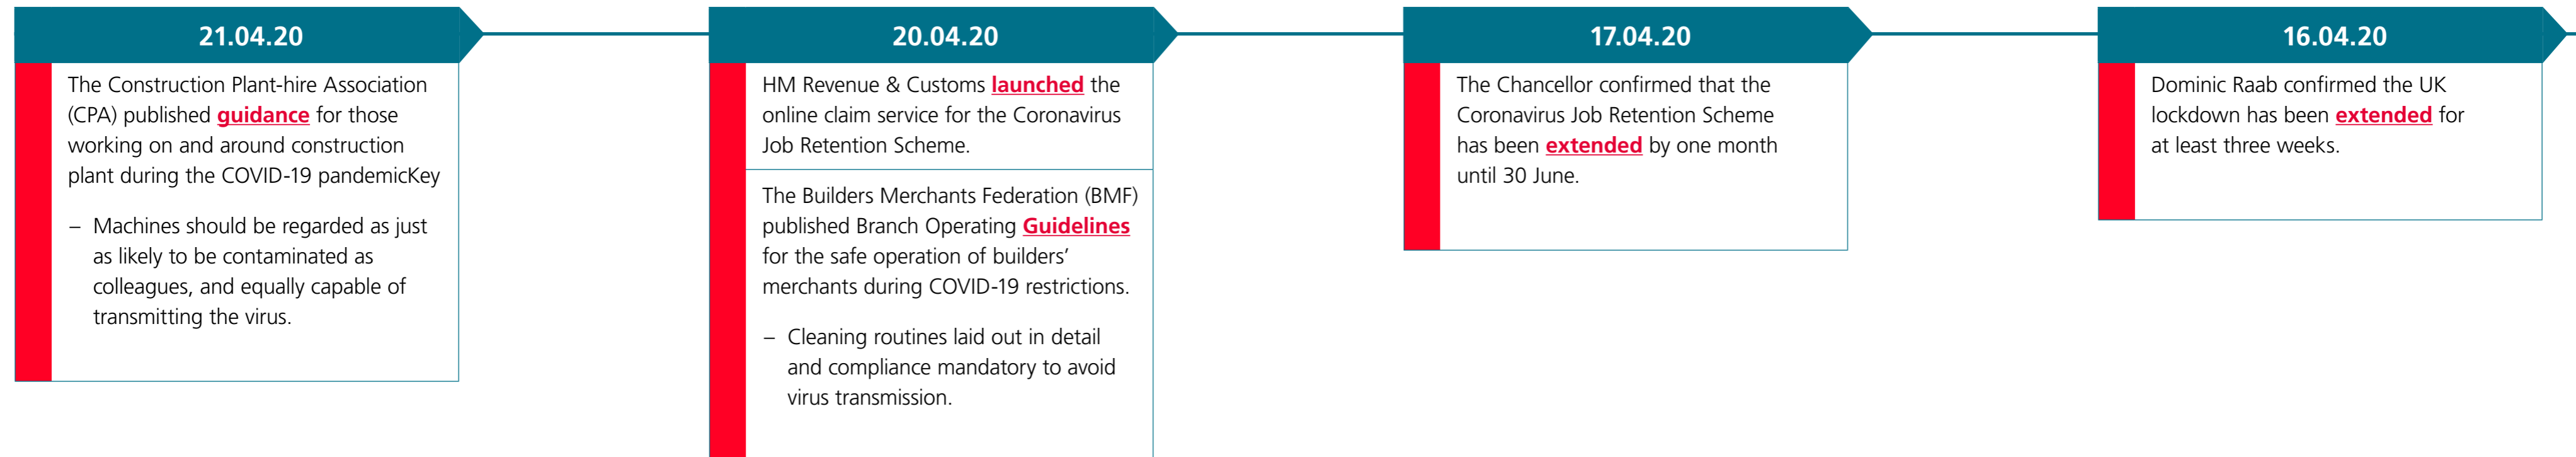 21.04.20
The Construction Plant-hire Association
(CPA) published guidance for those
working on and around construction
plant during the COVID-19 pandemicKey
– Machines should be regarded as just
as likely to be contaminated as
colleagues, and equally capable of
transmitting the virus.
20.04.20
HM Revenue & Customs launched the
online claim service for the Coronavirus
Job Retention Scheme.
The Builders Merchants Federation (BMF)
published Branch Operating Guidelines
for the safe operation of builders’
merchants during COVID-19 restrictions.
– Cleaning routines laid out in detail
and compliance mandatory to avoid
virus transmission.
17.04.20
The Chancellor confirmed that the
Coronavirus Job Retention Scheme
has been extended by one month
until 30 June.
16.04.20
Dominic Raab confirmed the UK
lockdown has been extended for
at least three weeks.